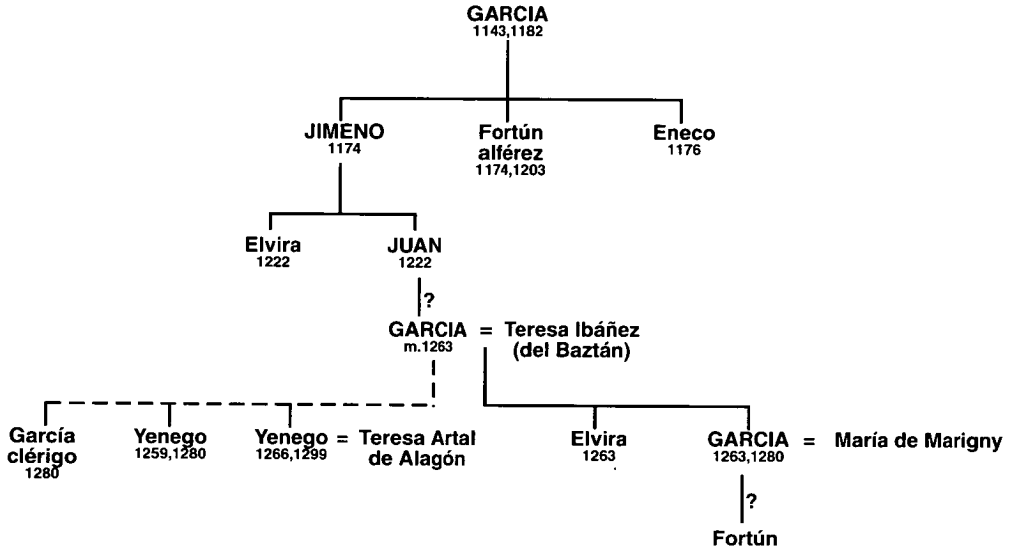 GARCIA
1143,1182
JIMENO
1174
Fortún
alférez
1174,1203
Eneco
1176
Elvira
1222
JUAN
1222
?
GARCIA = Teresa Ibáñez
m.1263 (del Baztán)
García
clérigo
1280
Yenego
1259,1280
Yenego = Teresa Artal
1266,1299 de Alagón
Elvira
1263
GARCIA = María de Marigny
1263,1280
?
Fortún